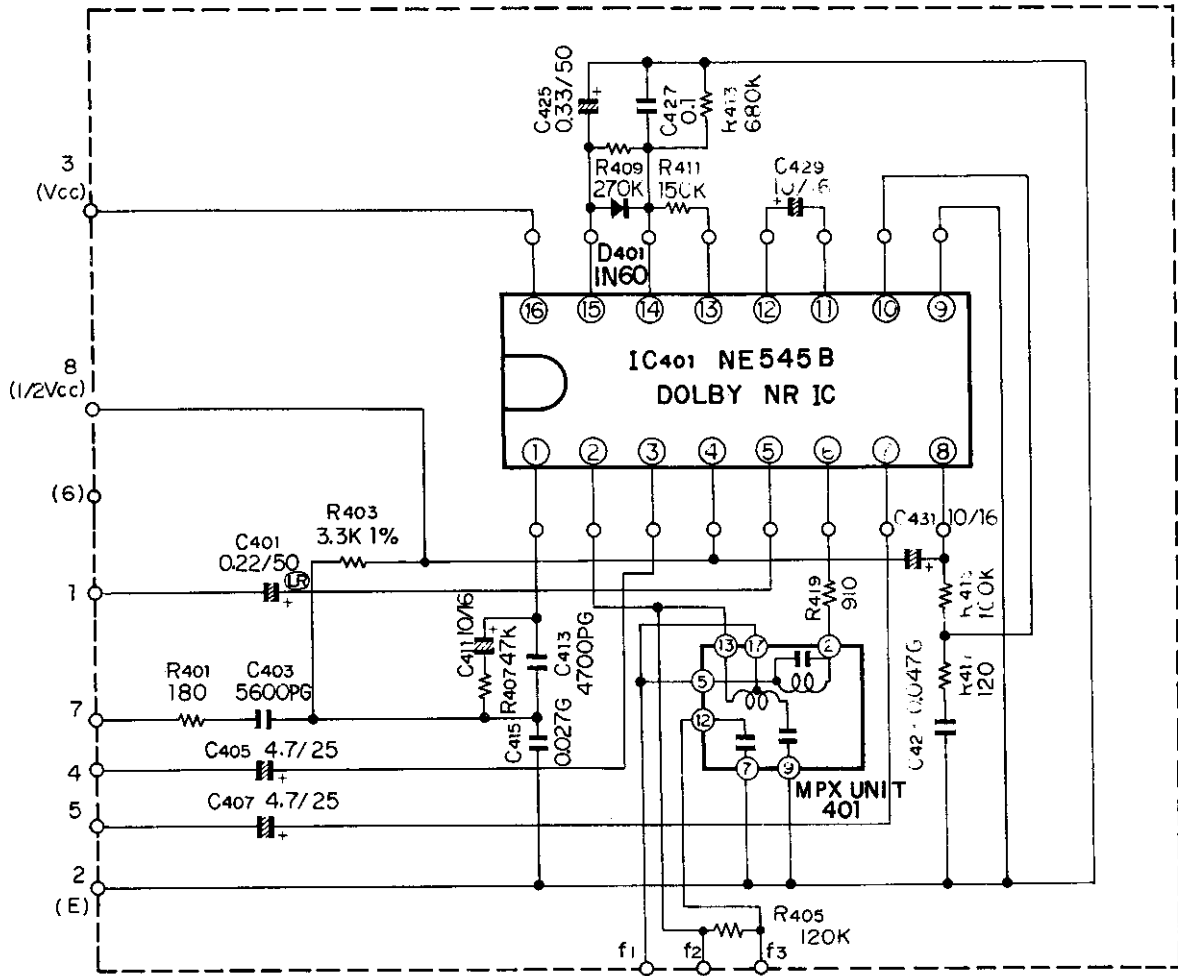 C425
0.33/50
+
C427
0.1
R413
680K
3
(Vcc)
R409
270K
R411
150K
C429
10/16
+
D401
IN60
16
15
14
13
12
11
10
9
IC401 NE545B
DOLBY NR IC
8
(1/2Vcc)
1
2
3
4
5
6
7
8
(6)
R403
3.3K 1%
C431 10/16
+
C401
0.22/50
LR
+
1
R419
910
100K
C411 10/16
+
R407 47K
C413
4700PG
13
17
2
R401
180
C403
5600PG
5
R417
120
7
12
C415
0.027G
0.047G
C405 4.7/25
+
4
7
9
MPX UNIT
401
C407 4.7/25
+
5
2
(E)
R405
120K
f1
f2
f3